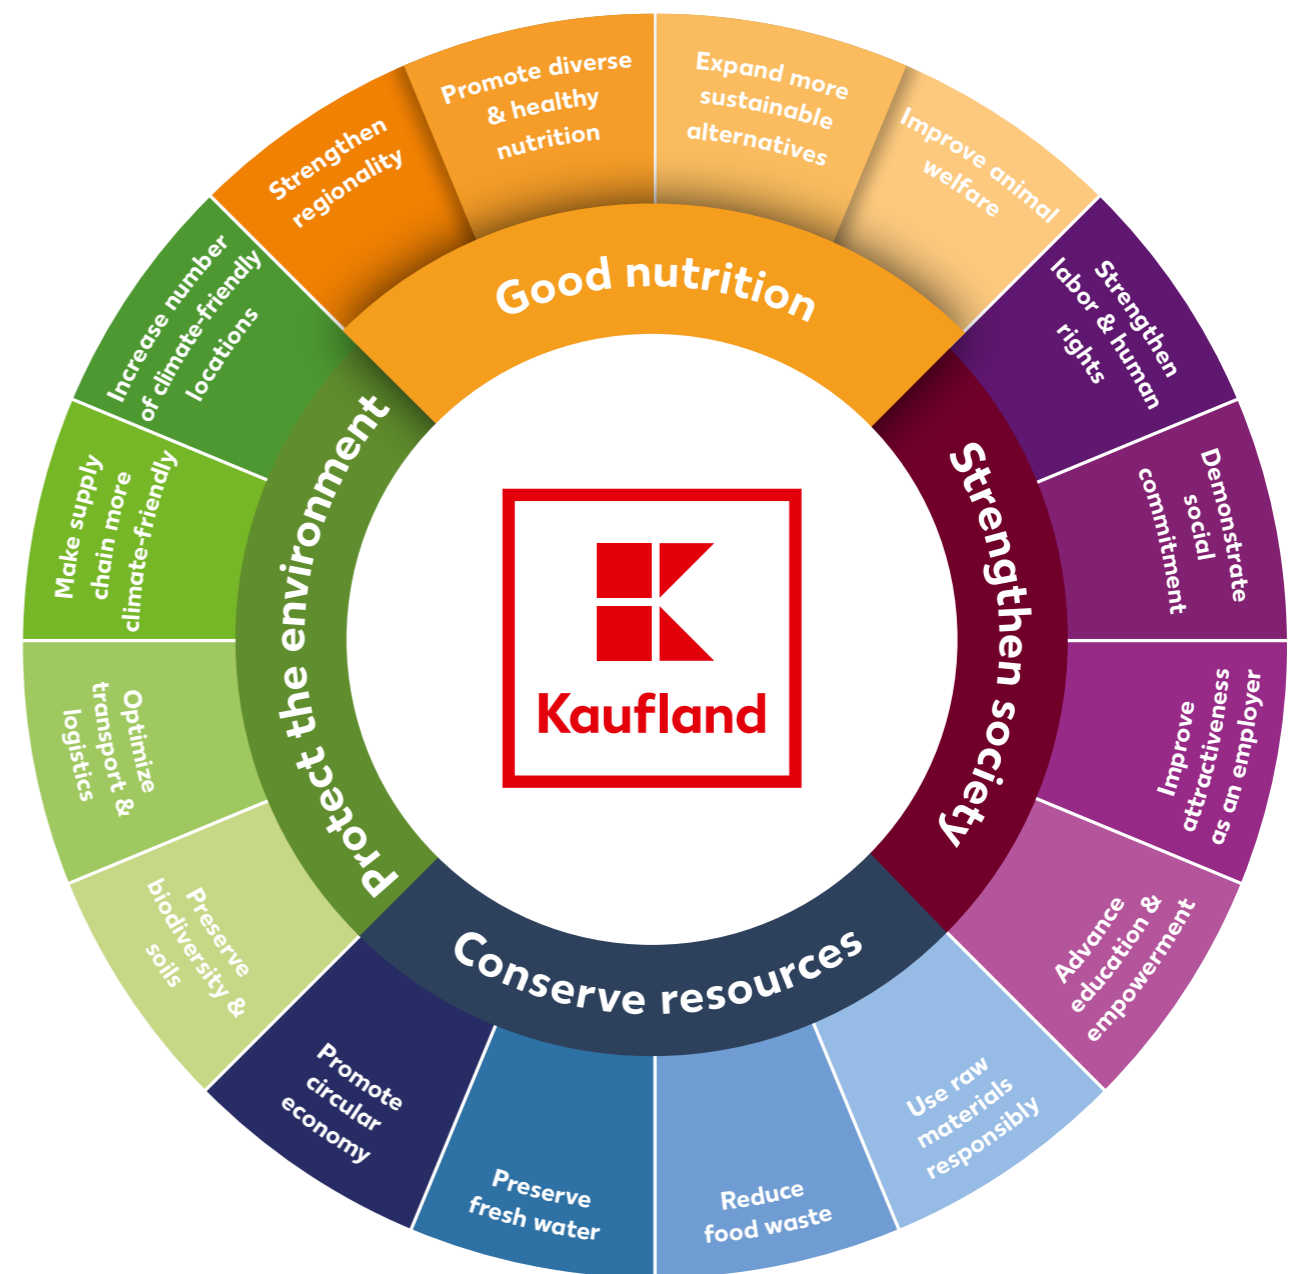 Good nutrition
Strengthen
regionality
Promote diverse
& healthy
nutrition
Expand more
sustainable
alternatives
Improve animal
welfare
Strengthen society
Strengthen
labor & human
rights
Demonstrate
social
commitment
Improve
attractiveness
as an employer
Advance
education &
empowerment
Conserve resources
Use raw
materials
responsibly
Reduce
food waste
Preserve
fresh water
Promote
circular
economy
Protect the environment
Preserve
biodiversity &
soils
Optimize
transport &
logistics
Make supply
chain more
climate-friendly
Increase number
of climate-friendly
locations
Kaufland